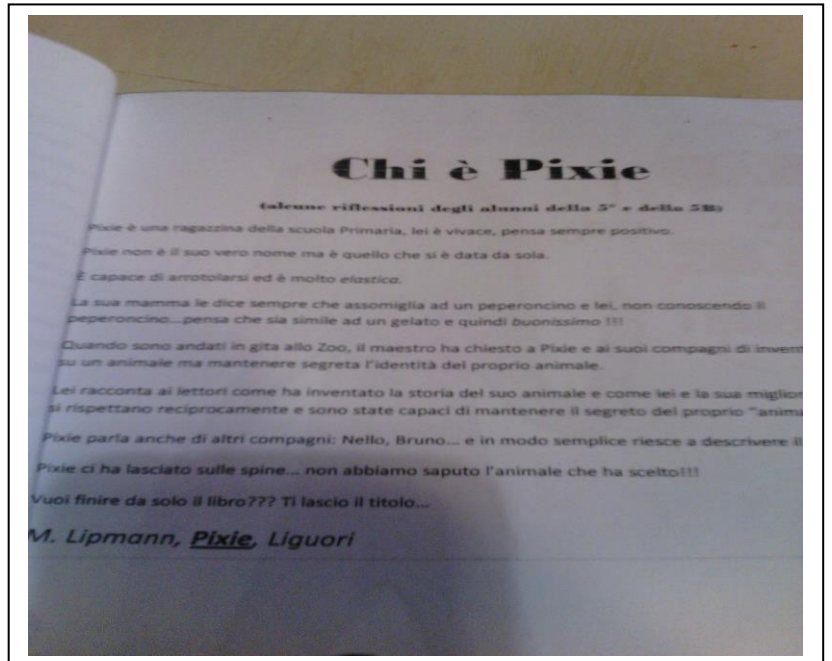 Chi è Pixie
(alcune riflessioni degli alunni della 5° e della 5B)
Pixie è una ragazzina della scuola Primaria, lei è vivace, pensa sempre positivo.
Pixie non è il suo vero nome ma è quello che si è data da sola.
È capace di arrotolarsi ed è molto elastica.
La sua mamma le dice sempre che assomiglia ad un peperoncino e lei, non conoscendo il
peperoncino...pensa che sia simile ad un gelato e quindi buonissimo !!!
Quando sono andati in gita allo Zoo, il maestro ha chiesto a Pixie e ai suoi compagni di invent
su un animale ma mantenere segreta l'identità del proprio animale.
Lei racconta ai lettori come ha inventato la storia del suo animale e come lei e la sua miglior
si rispettano reciprocamente e sono state capaci di mantenere il segreto del proprio "anima
Pixie parla anche di altri compagni: Nello, Bruno... e in modo semplice riesce a descrivere il
Pixie ci ha lasciato sulle spine... non abbiamo saputo l'animale che ha scelto!!!
Vuoi finire da solo il libro??? Ti lascio il titolo...
M. Lipmann, Pixie, Liguori